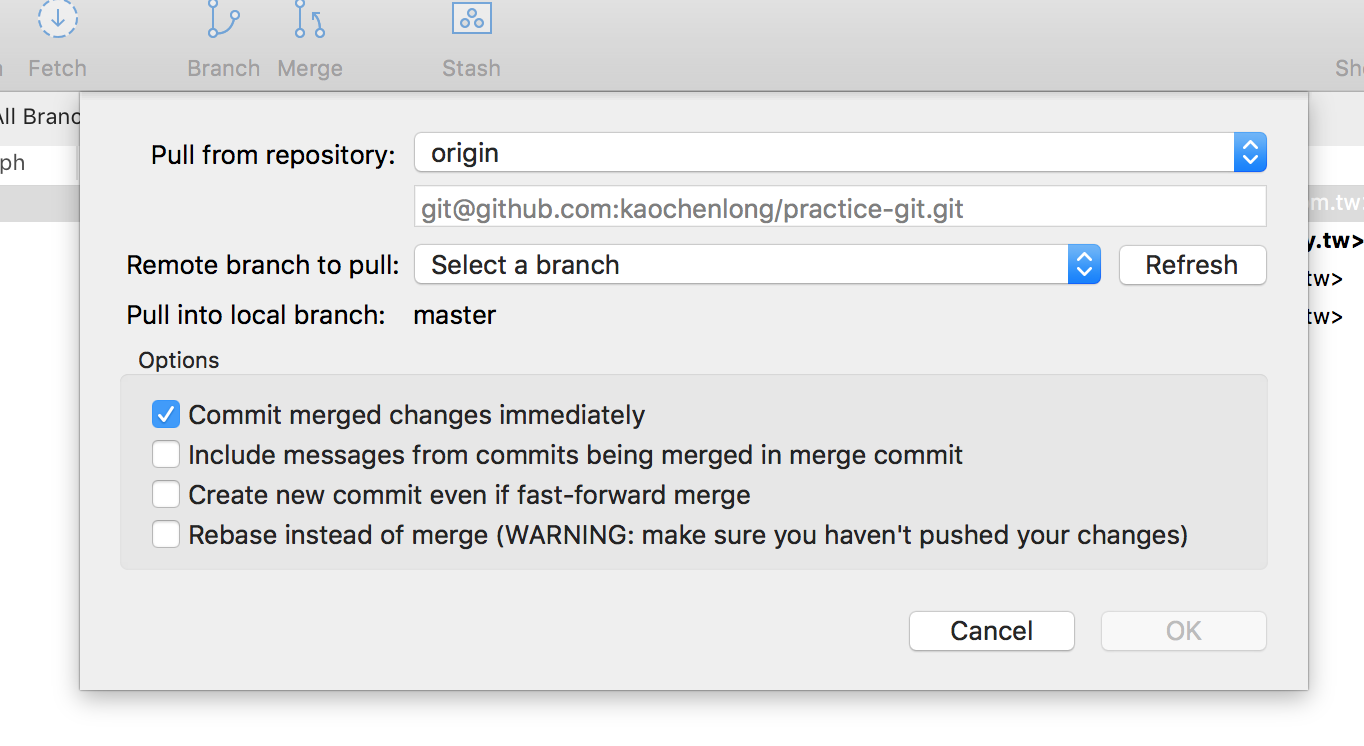 Fetch Branch Merge Stash
All Branc
Pull from repository: origin
git@github.com:kaochenlong/practice-git.git
om.tw>
y.tw>
Remote branch to pull: Select a branch Refresh
tw>
Pull into local branch: master
tw>
Options
Commit merged changes immediately
Include messages from commits being merged in merge commit
Create new commit even if fast-forward merge
Rebase instead of merge (WARNING: make sure you haven't pushed your changes)
Cancel OK